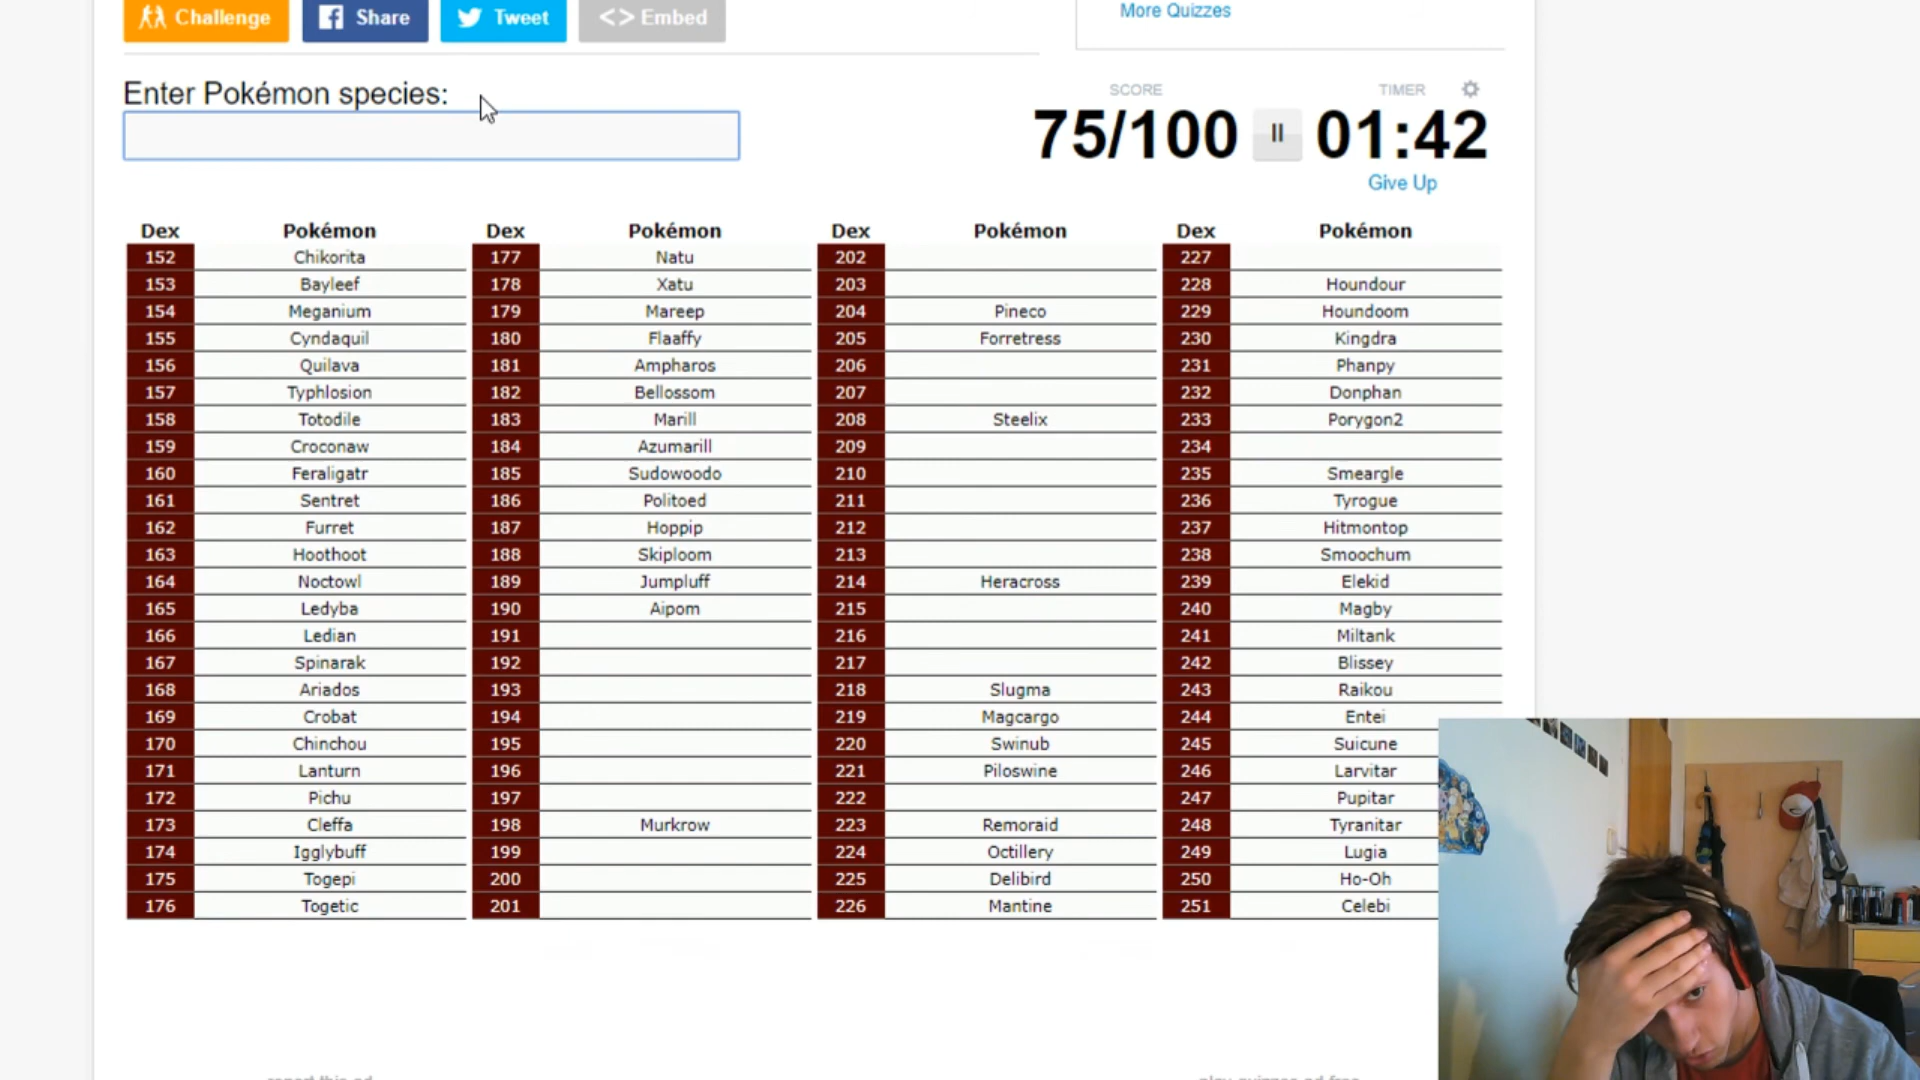 Challenge Share Tweet <> Embed
More Quizzes
Enter Pokémon species:
SCORE TIMER
75/100 01:42
Give Up
Dex Pokémon Dex Pokémon Dex Pokémon Dex Pokémon
152 Chikorita 177 Natu 202 227
153 Bayleef 178 Xatu 203 228 Houndour
154 Meganium 179 Mareep 204 Pineco 229 Houndoom
155 Cyndaquil 180 Flaaffy 205 Forretress 230 Kingdra
156 Quilava 181 Ampharos 206 231 Phanpy
157 Typhlosion 182 Bellossom 207 232 Donphan
158 Totodile 183 Marill 208 Steelix 233 Porygon2
159 Croconaw 184 Azumarill 209 234
160 Feraligatr 185 Sudowoodo 210 235 Smeargle
161 Sentret 186 Politoed 211 236 Tyrogue
162 Furret 187 Hoppip 212 237 Hitmontop
163 Hoothoot 188 Skiploom 213 238 Smoochum
164 Noctowl 189 Jumpluff 214 Heracross 239 Elekid
165 Ledyba 190 Aipom 215 240 Magby
166 Ledian 191 216 241 Miltank
167 Spinarak 192 217 242 Blissey
168 Ariados 193 218 Slugma 243 Raikou
169 Crobat 194 219 Magcargo 244 Entei
170 Chinchou 195 220 Swinub 245 Suicune
171 Lanturn 196 221 Piloswine 246 Larvitar
172 Pichu 197 222 247 Pupitar
173 Cleffa 198 Murkrow 223 Remoraid 248 Tyranitar
174 Igglybuff 199 224 Octillery 249 Lugia
175 Togepi 200 225 Delibird 250 Ho-Oh
176 Togetic 201 226 Mantine 251 Celebi
report this ad play quizzes ad free